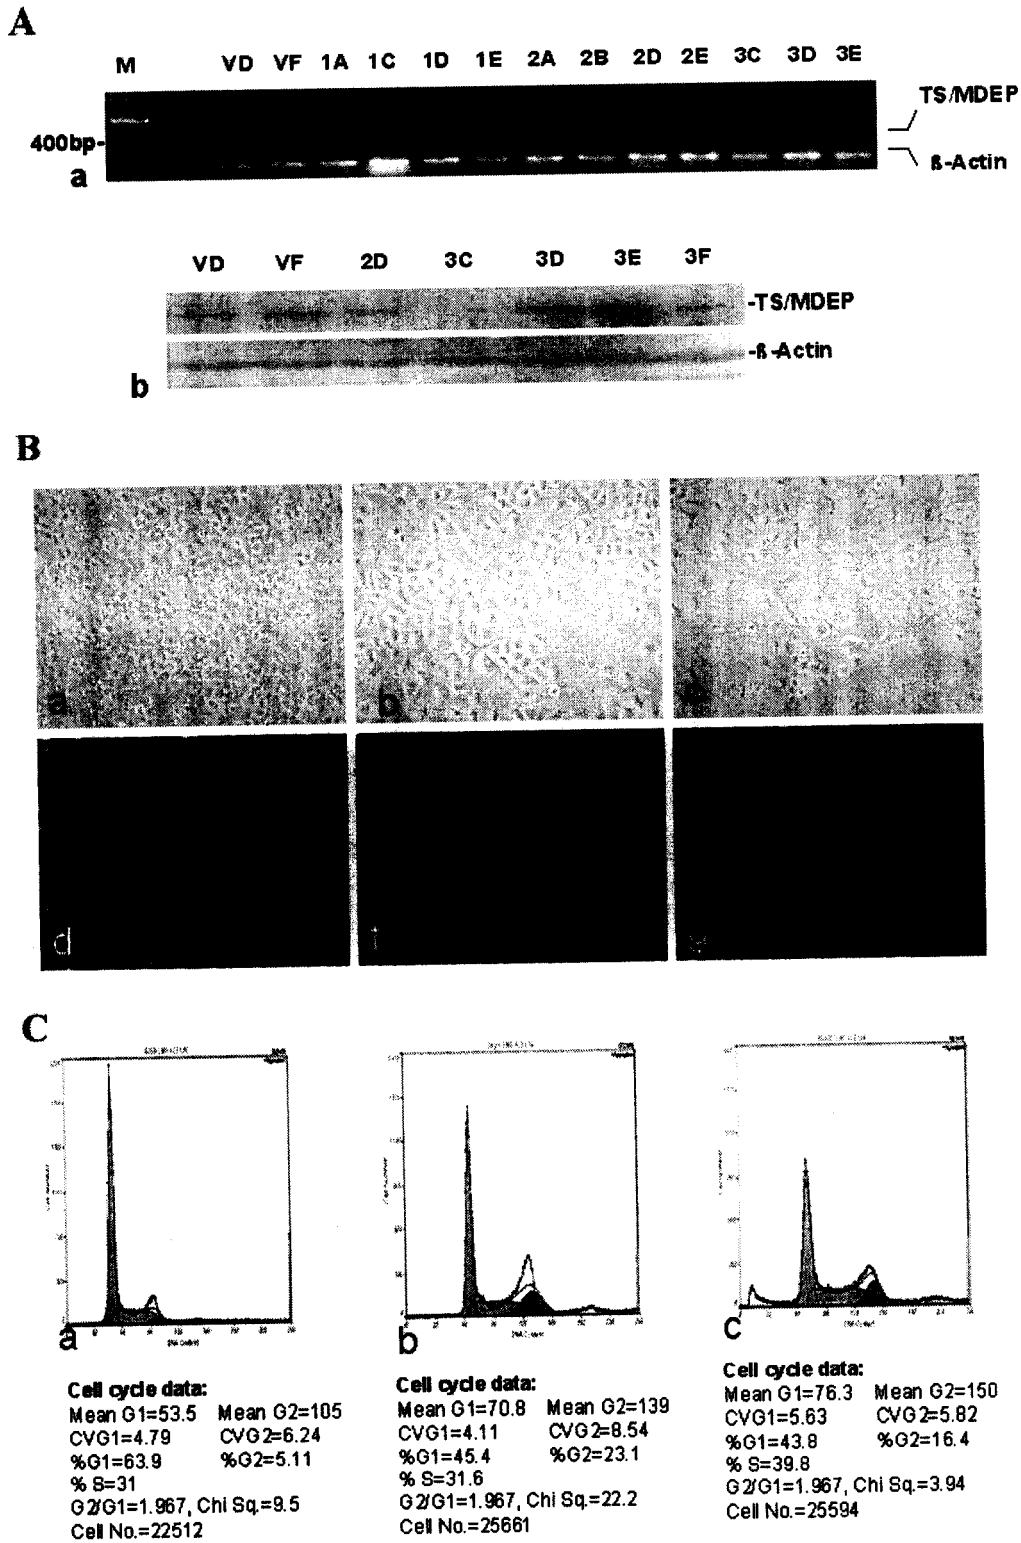 A
M VD VF 1A 1C 1D 1E 2A 2B 2D 2E 3C 3D 3E
TS/MDEP
400bp-
ß-Actin
a
VD VF 2D 3C 3D 3E 3F
-TS/MDEP
-ß-Actin
b
B
a b c
d f g
C
a b c
Cell cycle data:
Mean G1=53.5 Mean G2=105
CVG1=4.79 CVG2=6.24
%G1=63.9 %G2=5.11
% S=31
G2/G1=1.967, Chi Sq.=9.5
Cell No.=22512
Cell cycle data:
Mean G1=70.8 Mean G2=139
CVG1=4.11 CVG2=8.54
%G1=45.4 %G2=23.1
% S=31.6
G2/G1=1.967, Chi Sq.=22.2
Cell No.=25661
Cell cycle data:
Mean G1=76.3 Mean G2=150
CVG1=5.63 CVG2=5.82
%G1=43.8 %G2=16.4
% S=39.8
G2/G1=1.967, Chi Sq.=3.94
Cell No.=25594